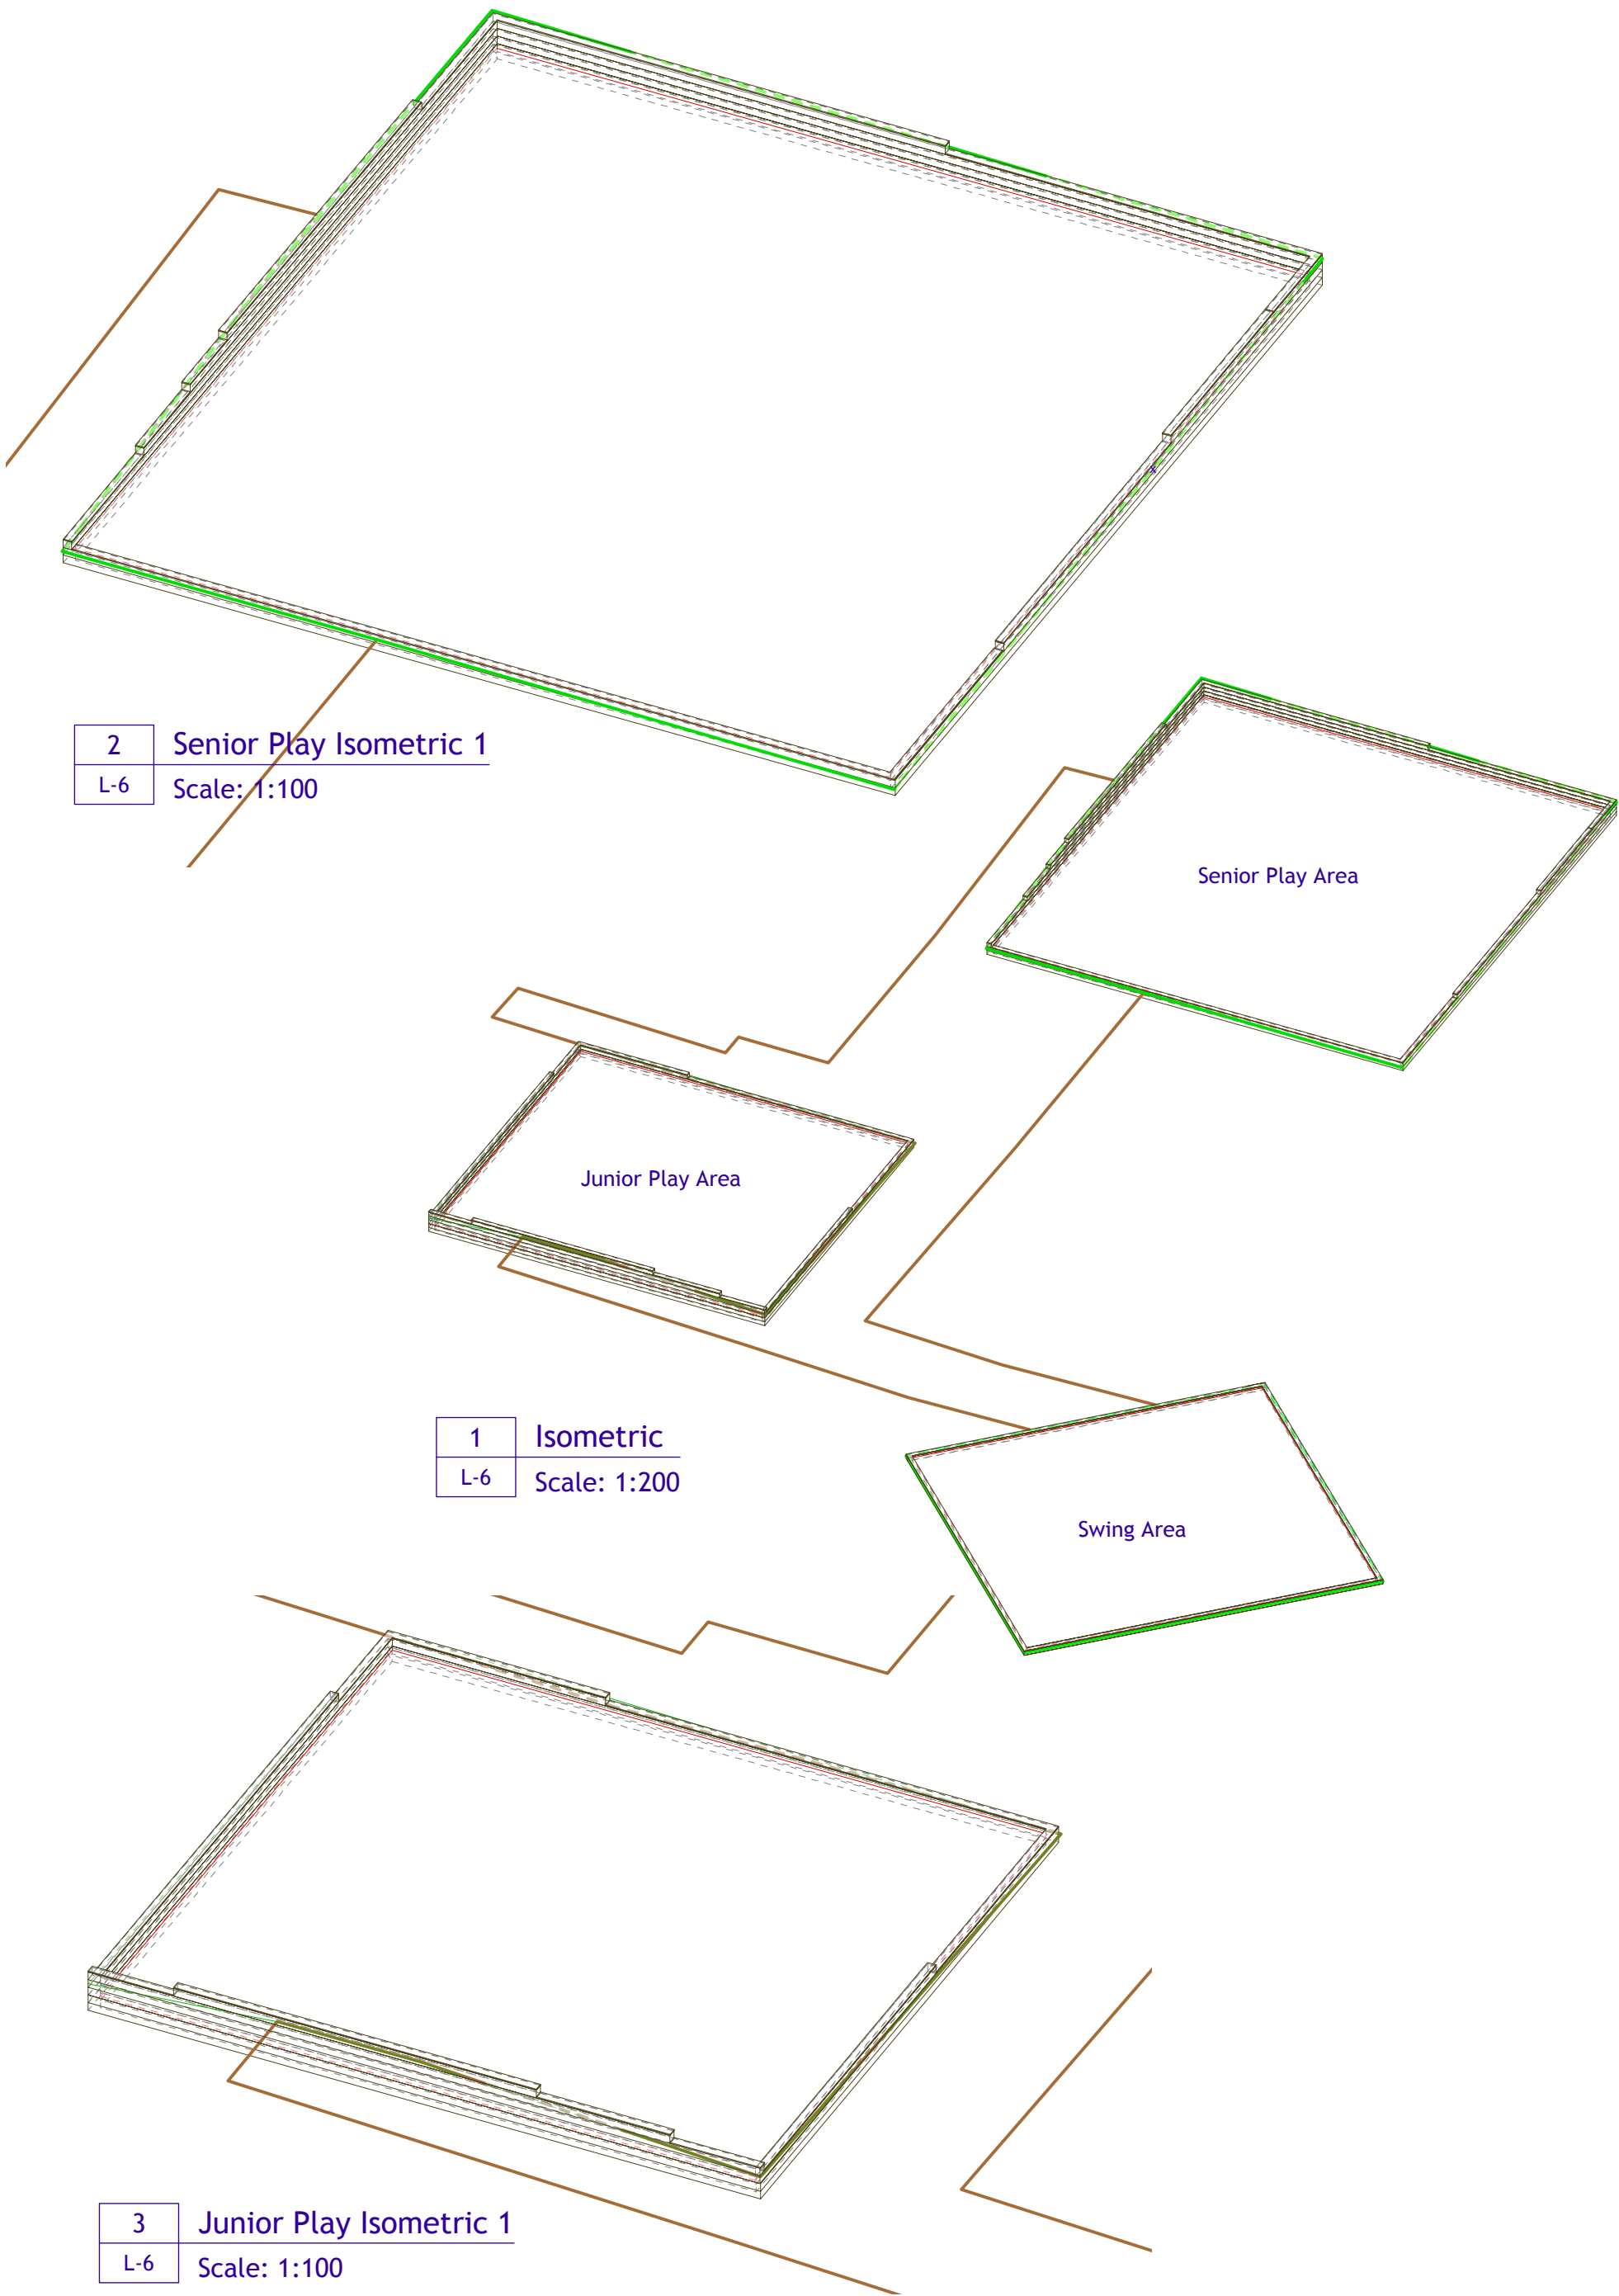 2
Senior Play Isometric 1
L-6
Scale: 1:100
Senior Play Area
Junior Play Area
1
Isometric
L-6
Scale: 1:200
Swing Area
3
Junior Play Isometric 1
L-6
Scale: 1:100